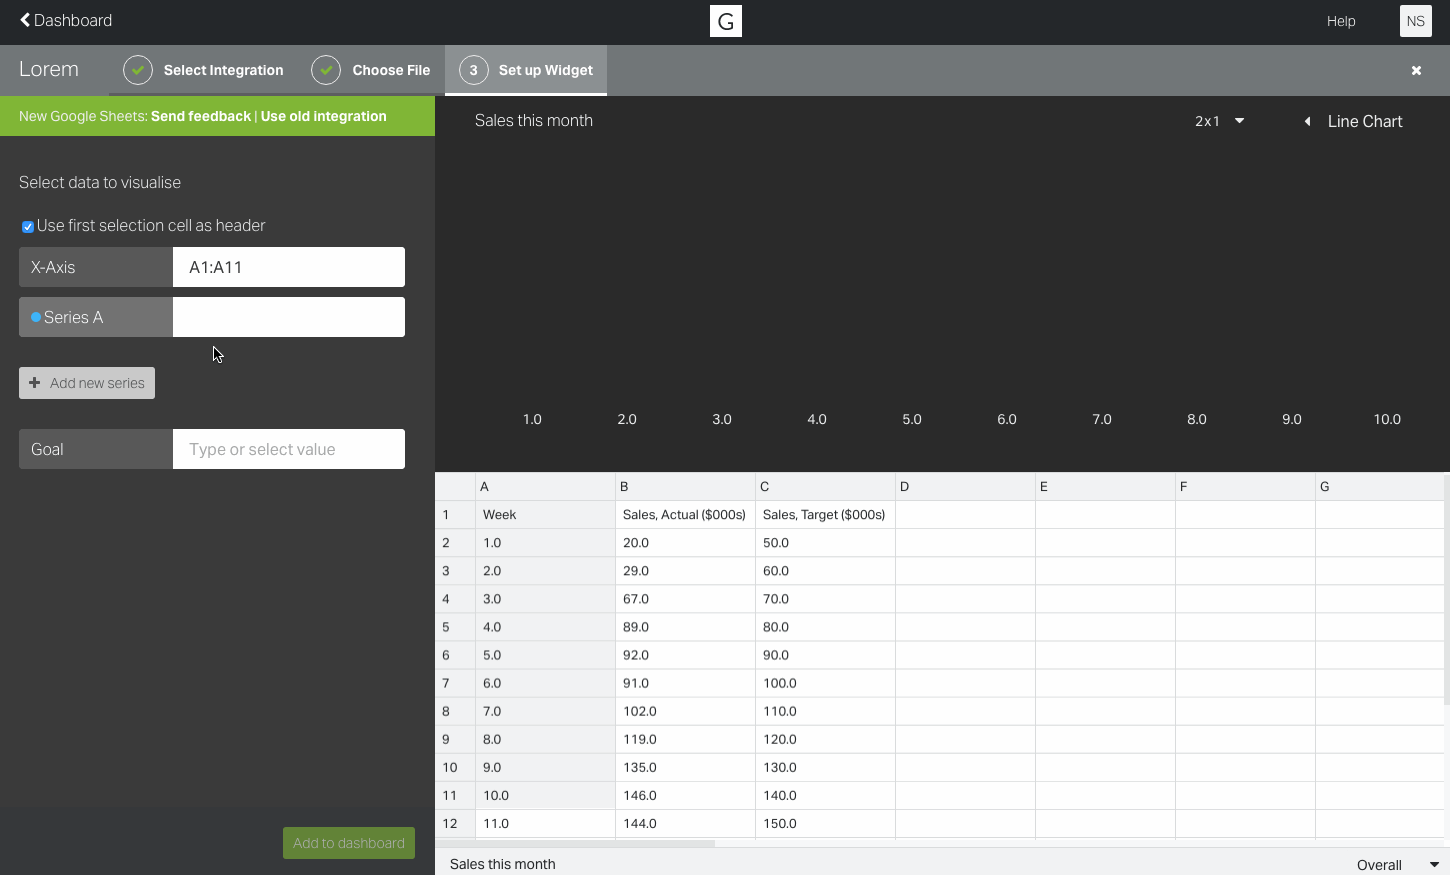 Dashboard
G
Help
NS
Lorem
Select Integration
Choose File
3
Set up Widget
New Google Sheets: Send feedback | Use old integration
Sales this month
2x1
Line Chart
Select data to visualise
Use first selection cell as header
X-Axis
A1:A11
Series A
Add new series
Goal
Type or select value
Add to dashboard
1.0 2.0 3.0 4.0 5.0 6.0 7.0 8.0 9.0 10.0
A B C D E F G
1 Week Sales, Actual ($000s) Sales, Target ($000s)
2 1.0 20.0 50.0
3 2.0 29.0 60.0
4 3.0 67.0 70.0
5 4.0 89.0 80.0
6 5.0 92.0 90.0
7 6.0 91.0 100.0
8 7.0 102.0 110.0
9 8.0 119.0 120.0
10 9.0 135.0 130.0
11 10.0 146.0 140.0
12 11.0 144.0 150.0
Sales this month
Overall